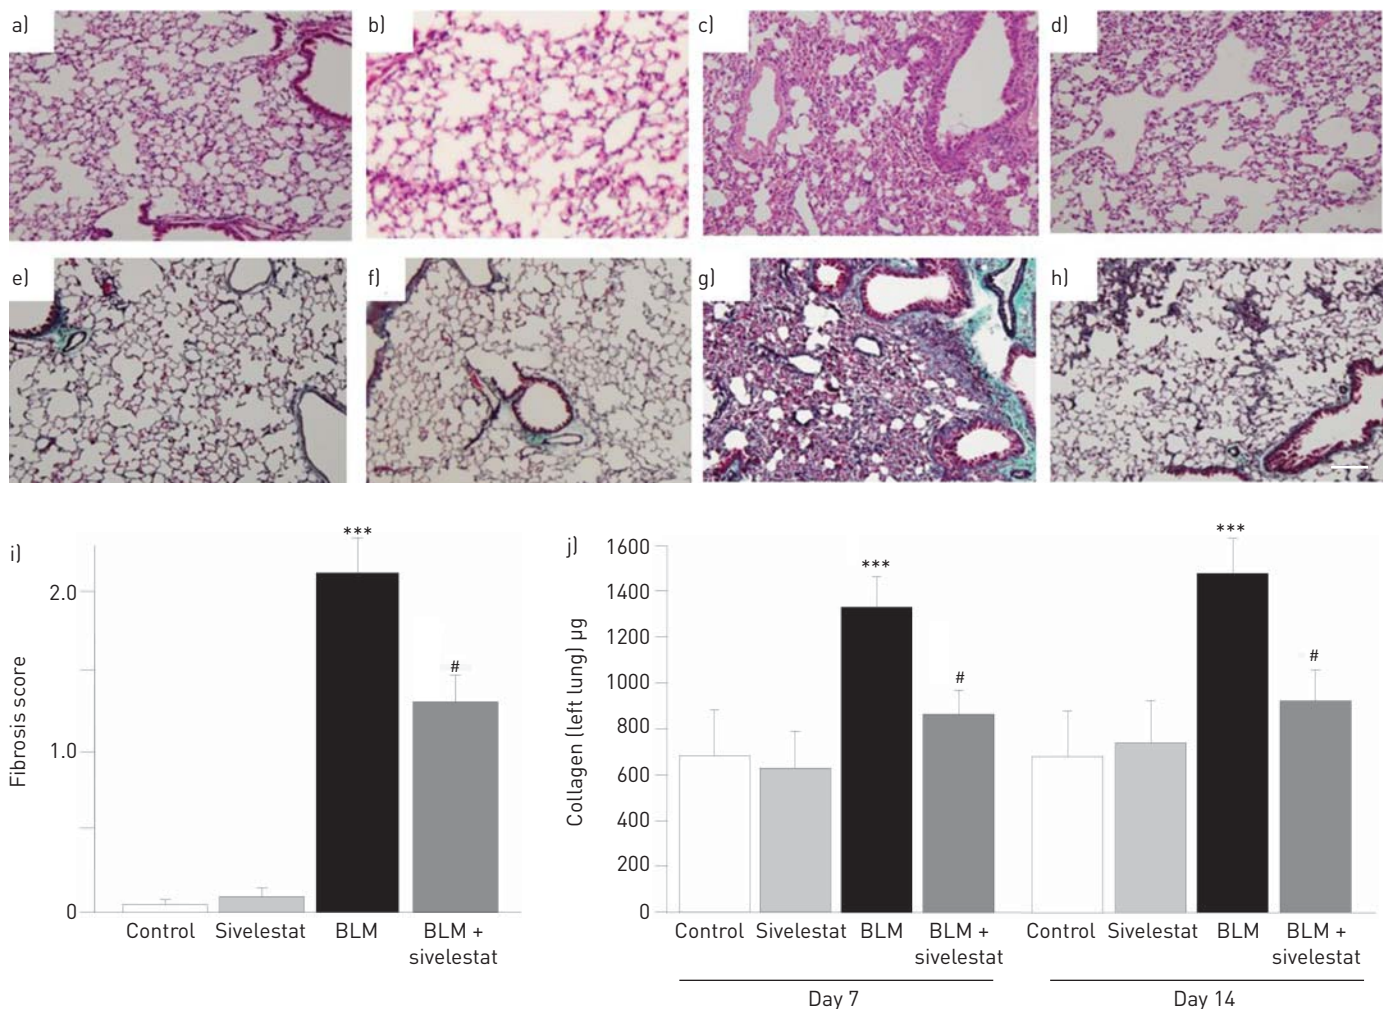 a)
b)
c)
d)
e)
f)
g)
h)
i)
Fibrosis score
2.0
1.0
0
***
#
Control
Sivelestat
BLM
BLM +
sivelestat
j)
Collagen (left lung) µg
1600
1400
1200
1000
800
600
400
200
0
***
#
***
#
Control
Sivelestat
BLM
BLM +
sivelestat
Control
Sivelestat
BLM
BLM +
sivelestat
Day 7
Day 14